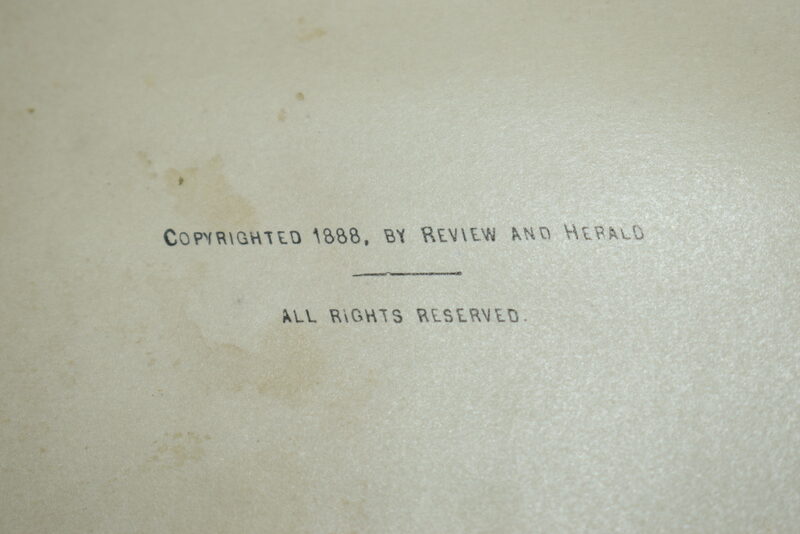 COPYRIGHTED 1888, BY REVIEW AND HERALD
ALL RIGHTS RESERVED.